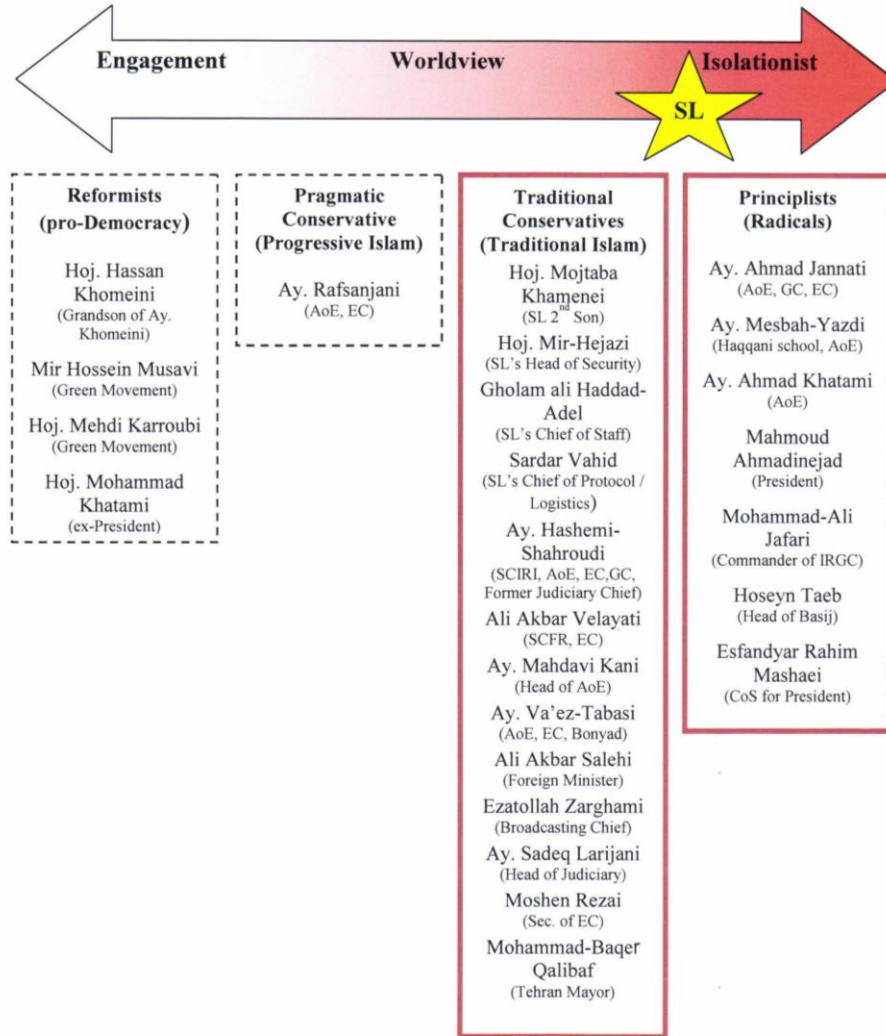 Engagement
Worldview
Isolationist
SL
Reformists
(pro-Democracy)
Hoj. Hassan
Khomeini
(Grandson of Ay.
Khomeini)
Mir Hossein Musavi
(Green Movement)
Hoj. Mehdi Karroubi
(Green Movement)
Hoj. Mohammad
Khatami
(ex-President)
Pragmatic
Conservative
(Progressive Islam)
Ay. Rafsanjani
(AoE, EC)
Traditional
Conservatives
(Traditional Islam)
Hoj. Mojtaba
Khamenei
(SL 2nd Son)
Hoj. Mir-Hejazi
(SL's Head of Security)
Gholam ali Haddad-
Adel
(SL's Chief of Staff)
Sardar Vahid
(SL's Chief of Protocol /
Logistics)
Ay. Hashemi-
Shahroudi
(SCIRI, AoE, EC,GC,
Former Judiciary Chief)
Ali Akbar Velayati
(SCFR, EC)
Ay. Mahdavi Kani
(Head of AoE)
Ay. Va'ez-Tabasi
(AoE, EC, Bonyad)
Ali Akbar Salehi
(Foreign Minister)
Ezatollah Zarghami
(Broadcasting Chief)
Ay. Sadeq Larijani
(Head of Judiciary)
Moshen Rezai
(Sec. of EC)
Mohammad-Baqer
Qalibaf
(Tehran Mayor)
Principlists
(Radicals)
Ay. Ahmad Jannati
(AoE, GC, EC)
Ay. Mesbah-Yazdi
(Haqqani school, AoE)
Ay. Ahmad Khatami
(AoE)
Mahmoud
Ahmadinejad
(President)
Mohammad-Ali
Jafari
(Commander of IRGC)
Hoseyn Taeb
(Head of Basij)
Esfandyar Rahim
Mashaei
(CoS for President)